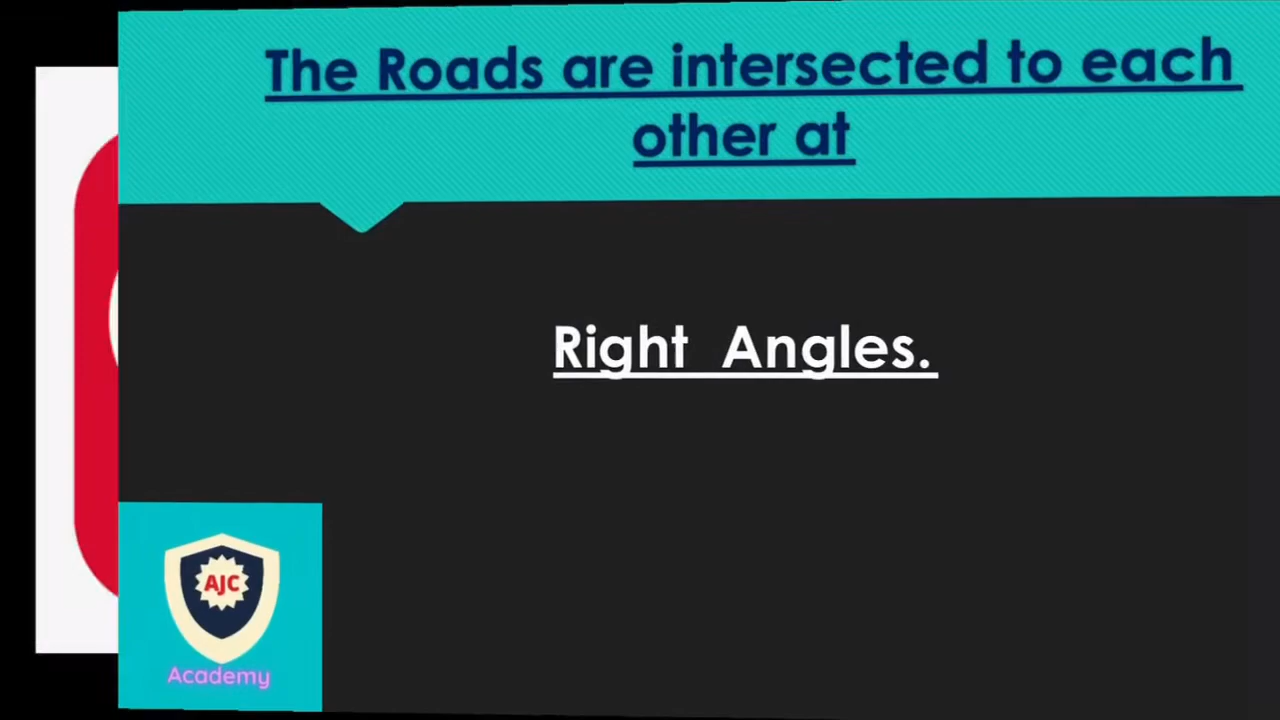 The Roads are intersected to each
other at
Right Angles.
AJC
Academy